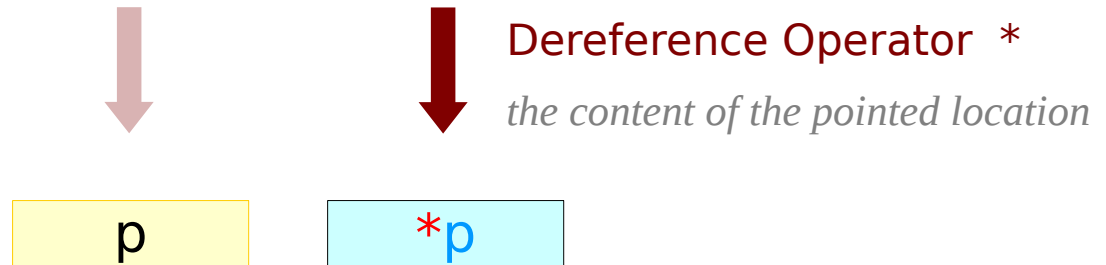 Dereference Operator *
the content of the pointed location
p *p